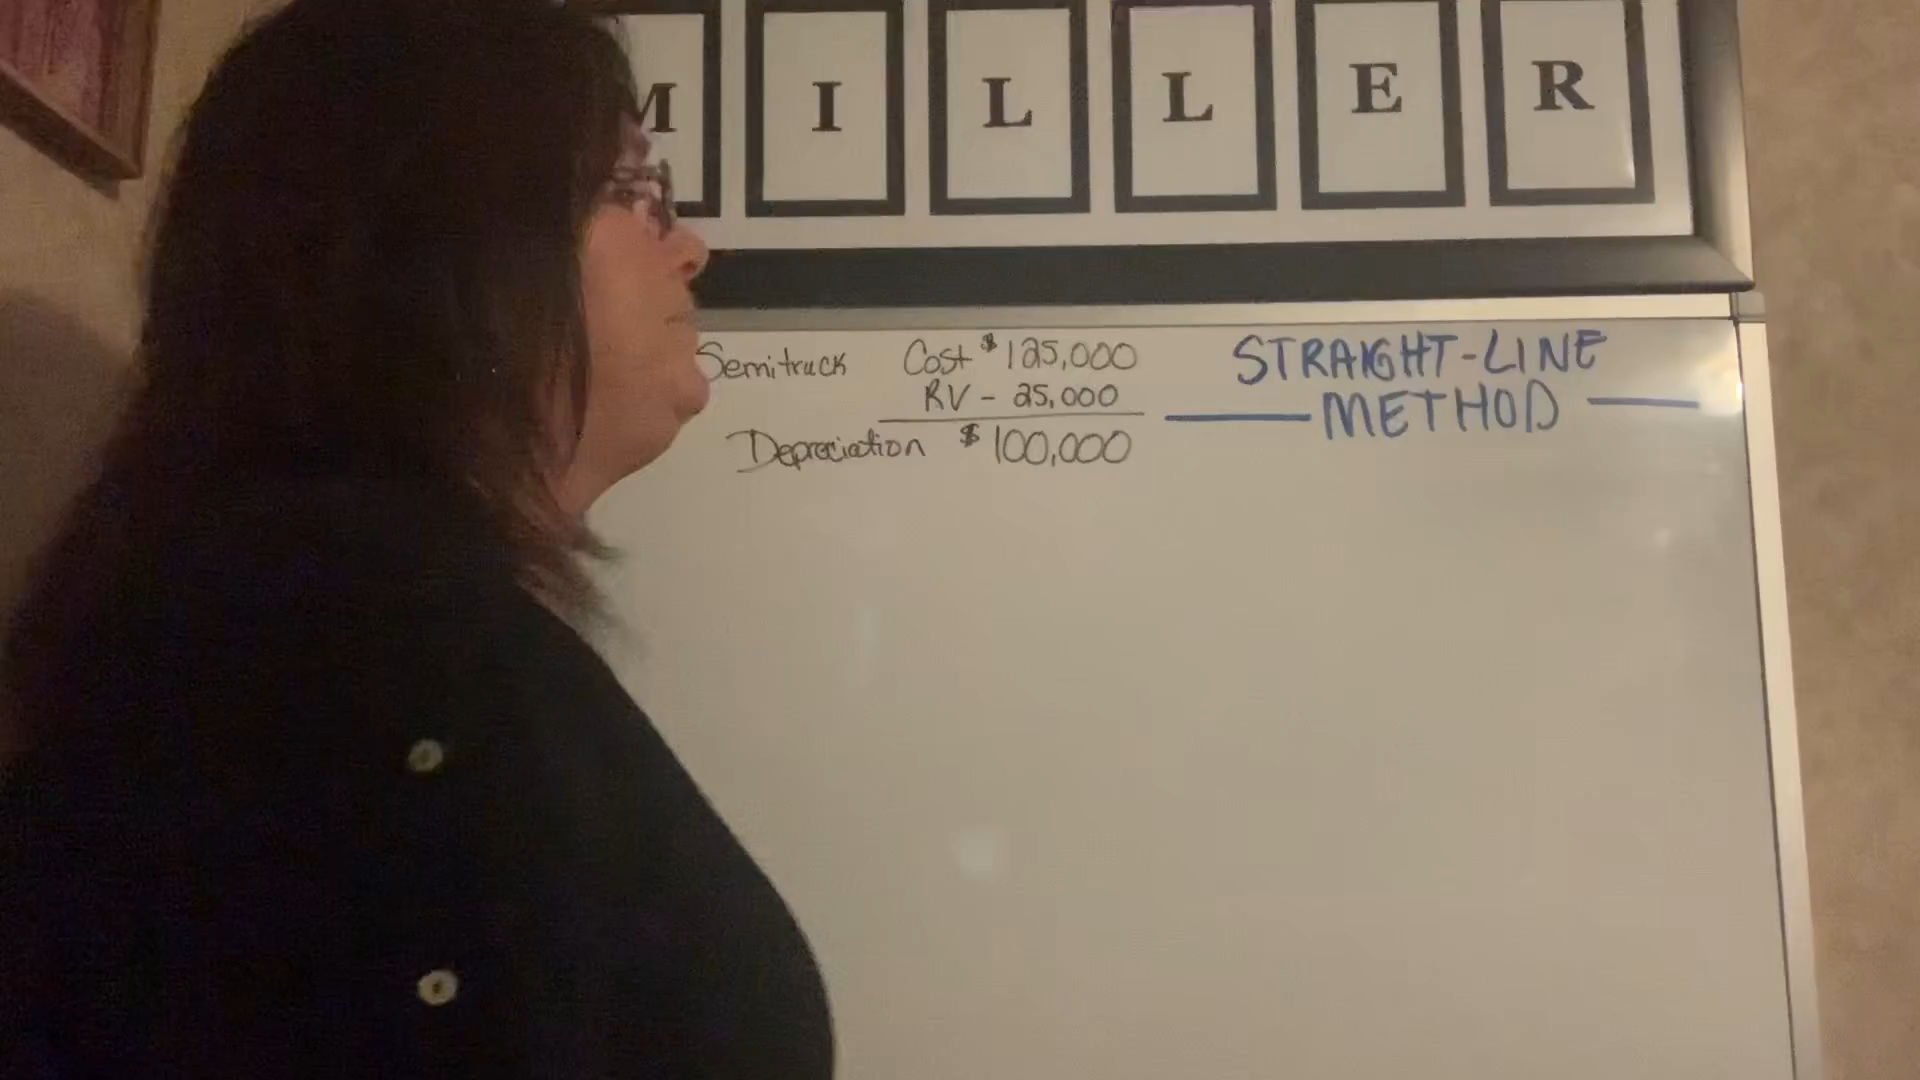 MILLER
Semitruck Cost $125,000
RV - 25,000
Depreciation $100,000
STRAIGHT-LINE
METHOD